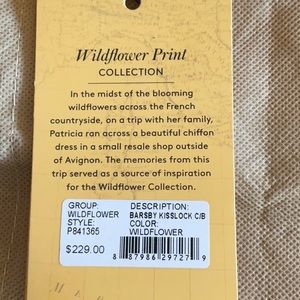 Wildflower Print
COLLECTION
In the midst of the blooming
wildflowers across the French
countryside, on a trip with her family,
Patricia ran across a beautiful chiffon
dress in a small resale shop outside
of Avignon. The memories from this
trip served as a source of inspiration
for the Wildflower Collection.
GROUP:
WILDFLOWER
STYLE:
P841365
$229.00
DESCRIPTION:
BARSBY KISSLOCK C/B
COLOR:
WILDFLOWER
8 87986 29727 9